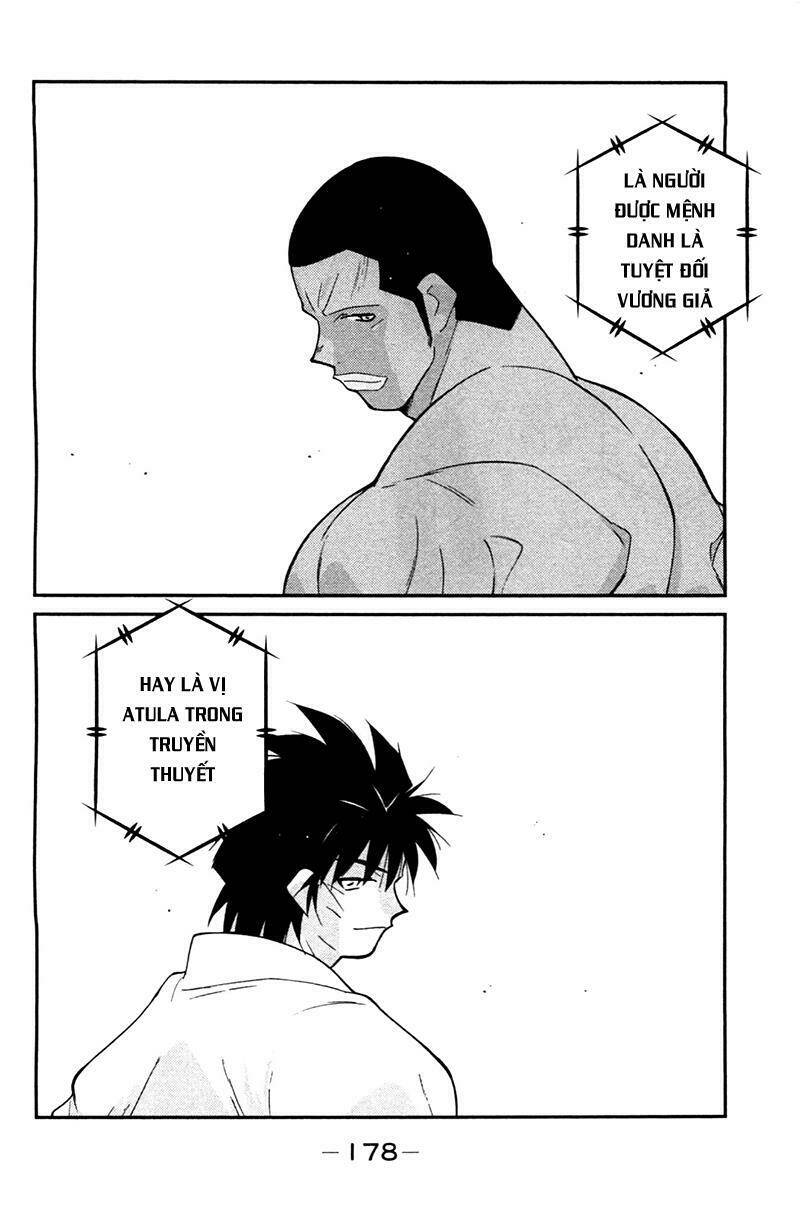 LÀ NGƯỜI
ĐƯỢC MỆNH
DANH LÀ
TUYỆT ĐỐI
VƯƠNG GIẢ
HAY LÀ VỊ
ATULA TRONG
TRUYỀN
THUYẾT
–178–